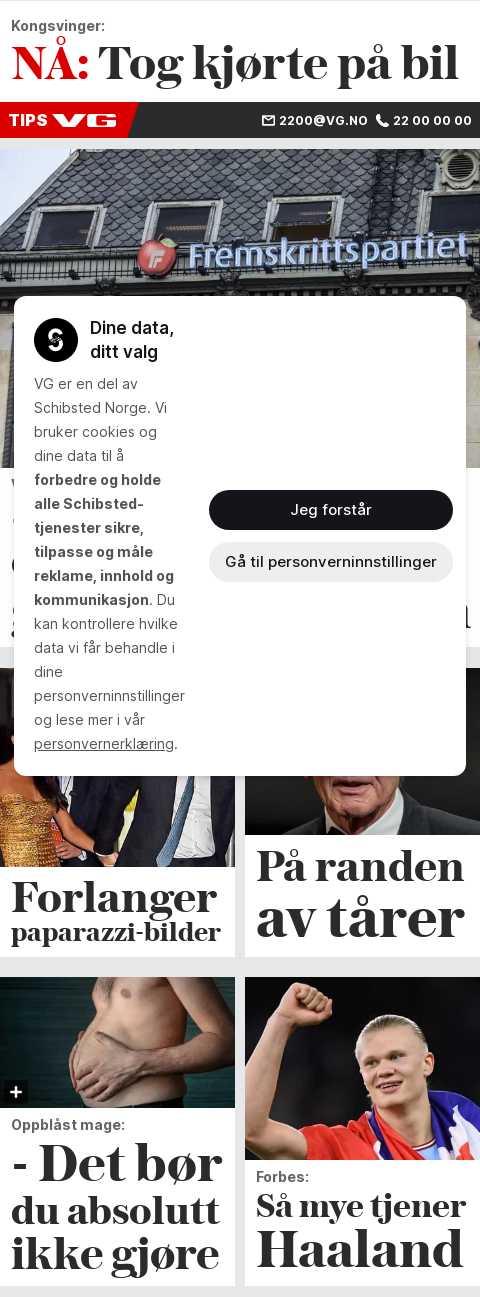 Kongsvinger:
NÅ: Tog kjørte på bil
TIPS VG
2200@VG.NO 22 00 00 00
Fremskrittspartiet
Dine data,
ditt valg
VG er en del av
Schibsted Norge. Vi
bruker cookies og
dine data til å
forbedre og holde
alle Schibsted-
tjenester sikre,
tilpasse og måle
reklame, innhold og
kommunikasjon. Du
kan kontrollere hvilke
data vi får behandle i
dine
personverninnstillinger
og lese mer i vår
personvernerklæring.
Jeg forstår
Gå til personverninnstillinger
Forlanger
paparazzi-bilder
På randen
av tårer
Oppblåst mage:
- Det bør
du absolutt
ikke gjøre
Forbes:
Så mye tjener
Haaland